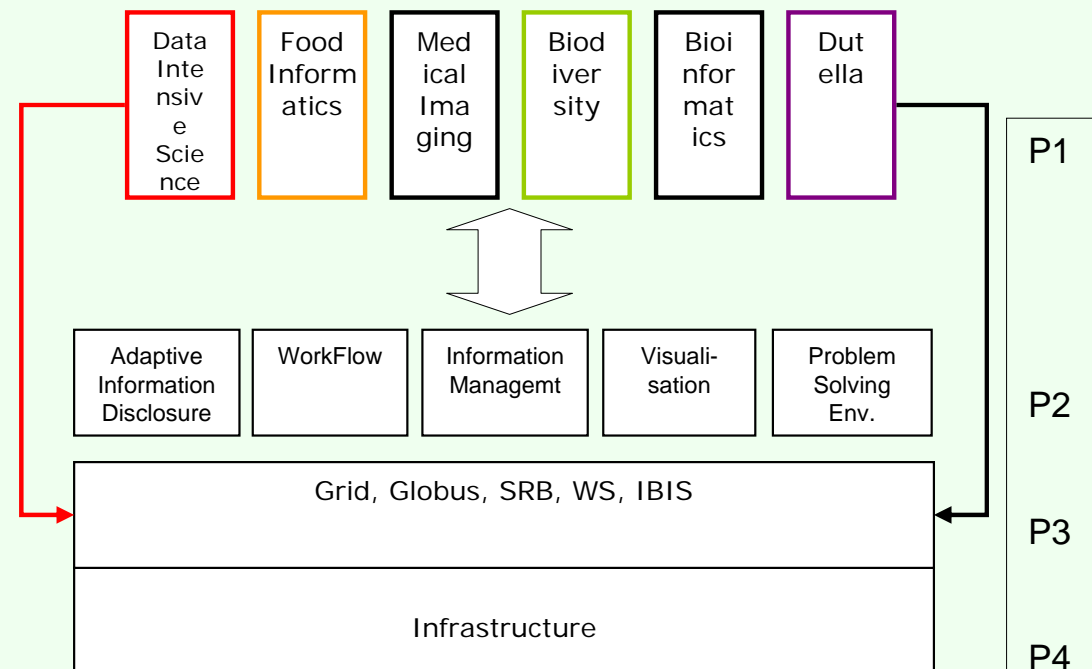 Data
Inte
nsiv
e
Scie
nce
Food
Inform
atics
Med
ical
Ima
ging
Biod
iver
sity
Bioi
nfor
mat
ics
Dut
ella
P1
Adaptive
Information
Disclosure
WorkFlow
Information
Managemt
Visuali-
sation
Problem
Solving
Env.
P2
Grid, Globus, SRB, WS, IBIS
P3
Infrastructure
P4